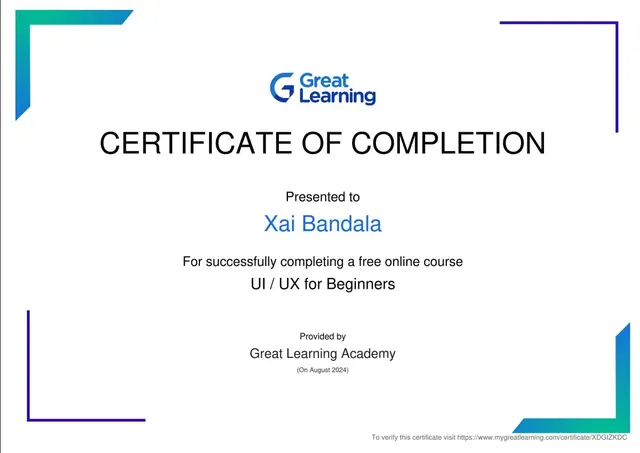 Great
Learning
CERTIFICATE OF COMPLETION
Presented to
Xai Bandala
For successfully completing a free online course
UI / UX for Beginners
Provided by
Great Learning Academy
(On August 2024)
To verify this certificate visit https://www.mygreatlearning.com/certificate/XDGIZKDC